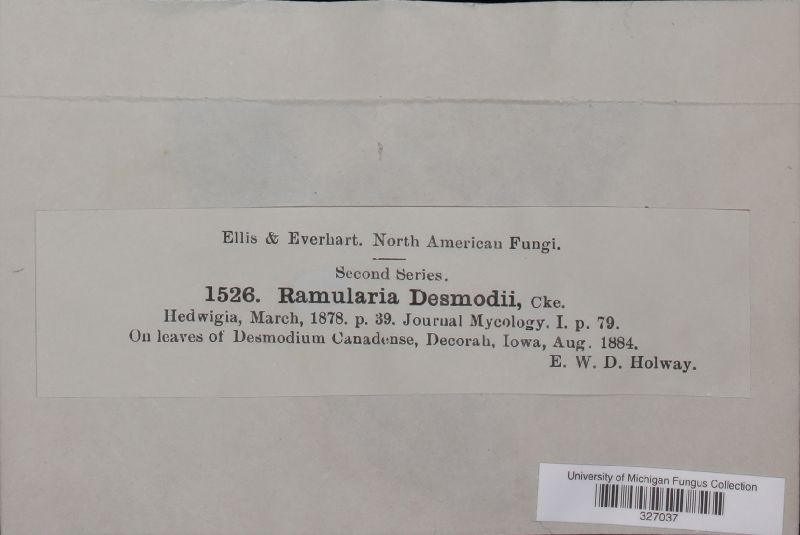 Ellis & Everhart. North American Fungi.
Second Series.
1526. Ramularia Desmodii, Cke.
Hedwigia, March, 1878. p. 39. Journal Mycology. I. p. 79.
On leaves of Desmodium Canadense, Decorah, Iowa, Aug. 1884.
E. W. D. Holway.
University of Michigan Fungus Collection
327037